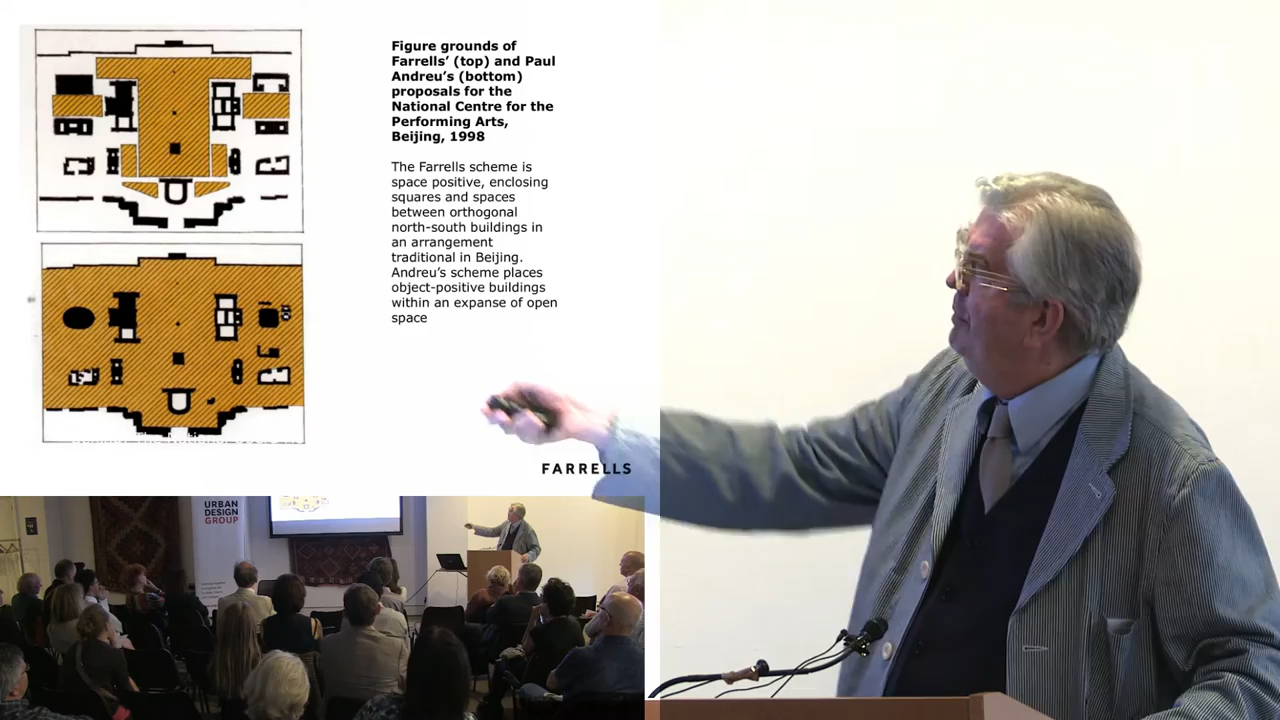 Figure grounds of
Farrells’ (top) and Paul
Andreu’s (bottom)
proposals for the
National Centre for the
Performing Arts,
Beijing, 1998
The Farrells scheme is
space positive, enclosing
squares and spaces
between orthogonal
north-south buildings in
an arrangement
traditional in Beijing.
Andreu’s scheme places
object-positive buildings
within an expanse of open
space
FARRELLS
URBAN
DESIGN
GROUP